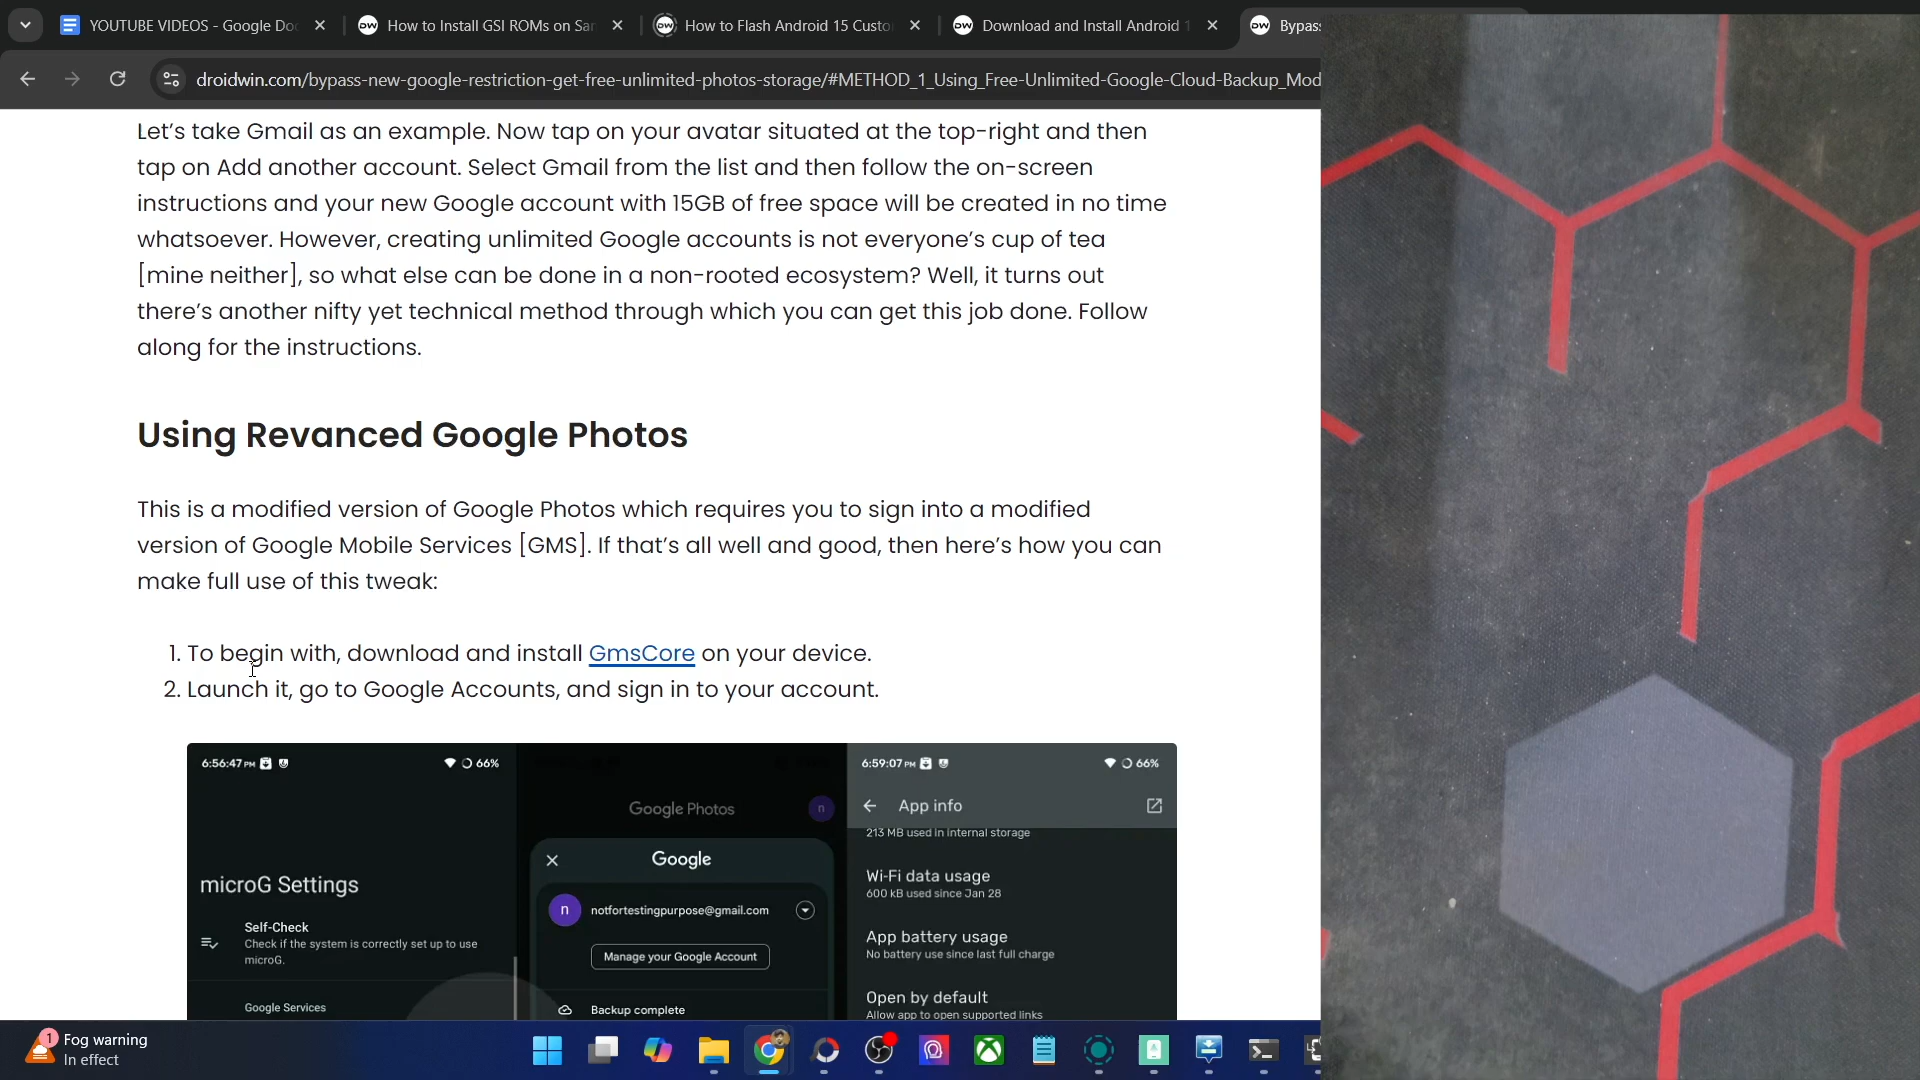 YOUTUBE VIDEOS - Google Do
How to Install GSI ROMs on Sa
How to Flash Android 15 Custo
Download and Install Android 1
Bypas
droidwin.com/bypass-new-google-restriction-get-free-unlimited-photos-storage/#METHOD_1_Using_Free-Unlimited-Google-Cloud-Backup_Mod
Let's take Gmail as an example. Now tap on your avatar situated at the top-right and then
tap on Add another account. Select Gmail from the list and then follow the on-screen
instructions and your new Google account with 15GB of free space will be created in no time
whatsoever. However, creating unlimited Google accounts is not everyone's cup of tea
[mine neither], so what else can be done in a non-rooted ecosystem? Well, it turns out
there's another nifty yet technical method through which you can get this job done. Follow
along for the instructions.
Using Revanced Google Photos
This is a modified version of Google Photos which requires you to sign into a modified
version of Google Mobile Services [GMS]. If that's all well and good, then here's how you can
make full use of this tweak:
1. To begin with, download and install GmsCore on your device.
2. Launch it, go to Google Accounts, and sign in to your account.
6:56:47 PM
66%
microG Settings
Self-Check
Check if the system is correctly set up to use
microG.
Google Services
Google Photos
n
Google
n
notfortestingpurpose@gmail.com
Manage your Google Account
Backup complete
6:59:07 PM
66%
App info
213 MB used in Internal storage
Wi-Fi data usage
600 kB used since Jan 28
App battery usage
No battery use since last full charge
Open by default
Allow app to open supported links
1
Fog warning
In effect